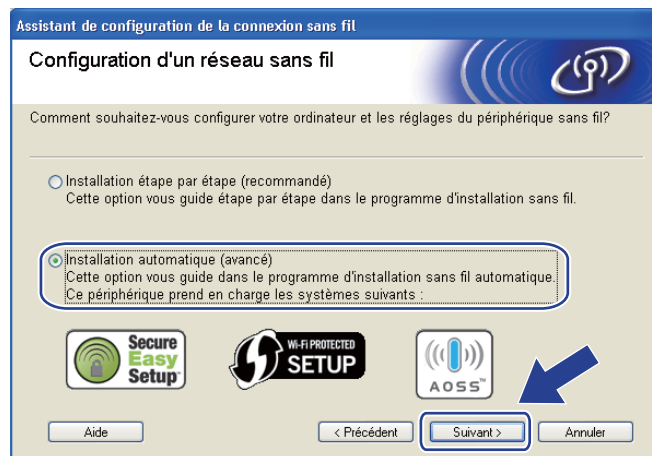 Assistant de configuration de la connexion sans fil
Configuration d'un réseau sans fil
Comment souhaitez-vous configurer votre ordinateur et les réglages du périphérique sans fil?
Installation étape par étape (recommandé)
Cette option vous guide étape par étape dans le programme d'installation sans fil.
Installation automatique (avancé)
Cette option vous guide dans le programme d'installation sans fil automatique.
Ce périphérique prend en charge les systèmes suivants :
Secure
Easy
Setup
WI-FI PROTECTED
SETUP
AOSS™
Aide
< Précédent
Suivant >
Annuler